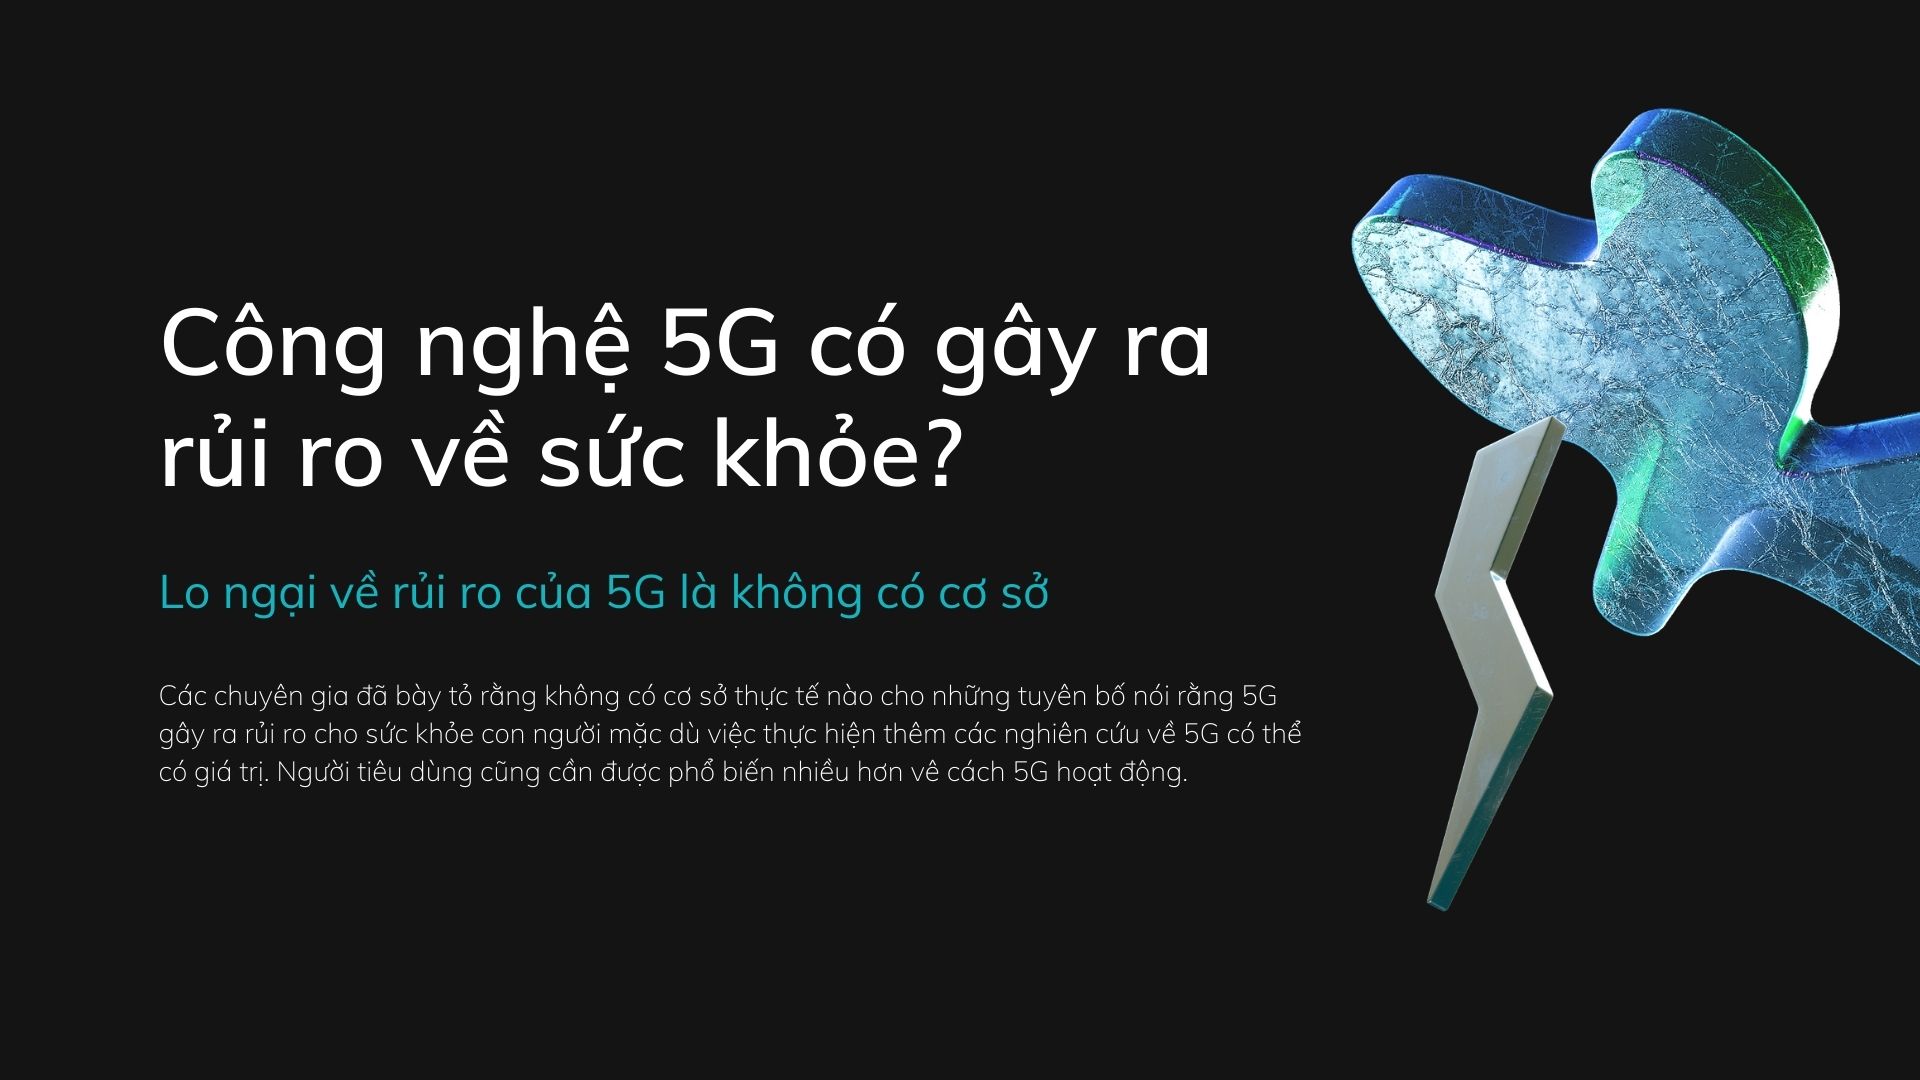 Công nghệ 5G có gây ra
rủi ro về sức khỏe?
Lo ngại về rủi ro của 5G là không có cơ sở
Các chuyên gia đã bày tỏ rằng không có cơ sở thực tế nào cho những tuyên bố nói rằng 5G
gây ra rủi ro cho sức khỏe con người mặc dù việc thực hiện thêm các nghiên cứu về 5G có thể
có giá trị. Người tiêu dùng cũng cần được phổ biến nhiều hơn vê cách 5G hoạt động.